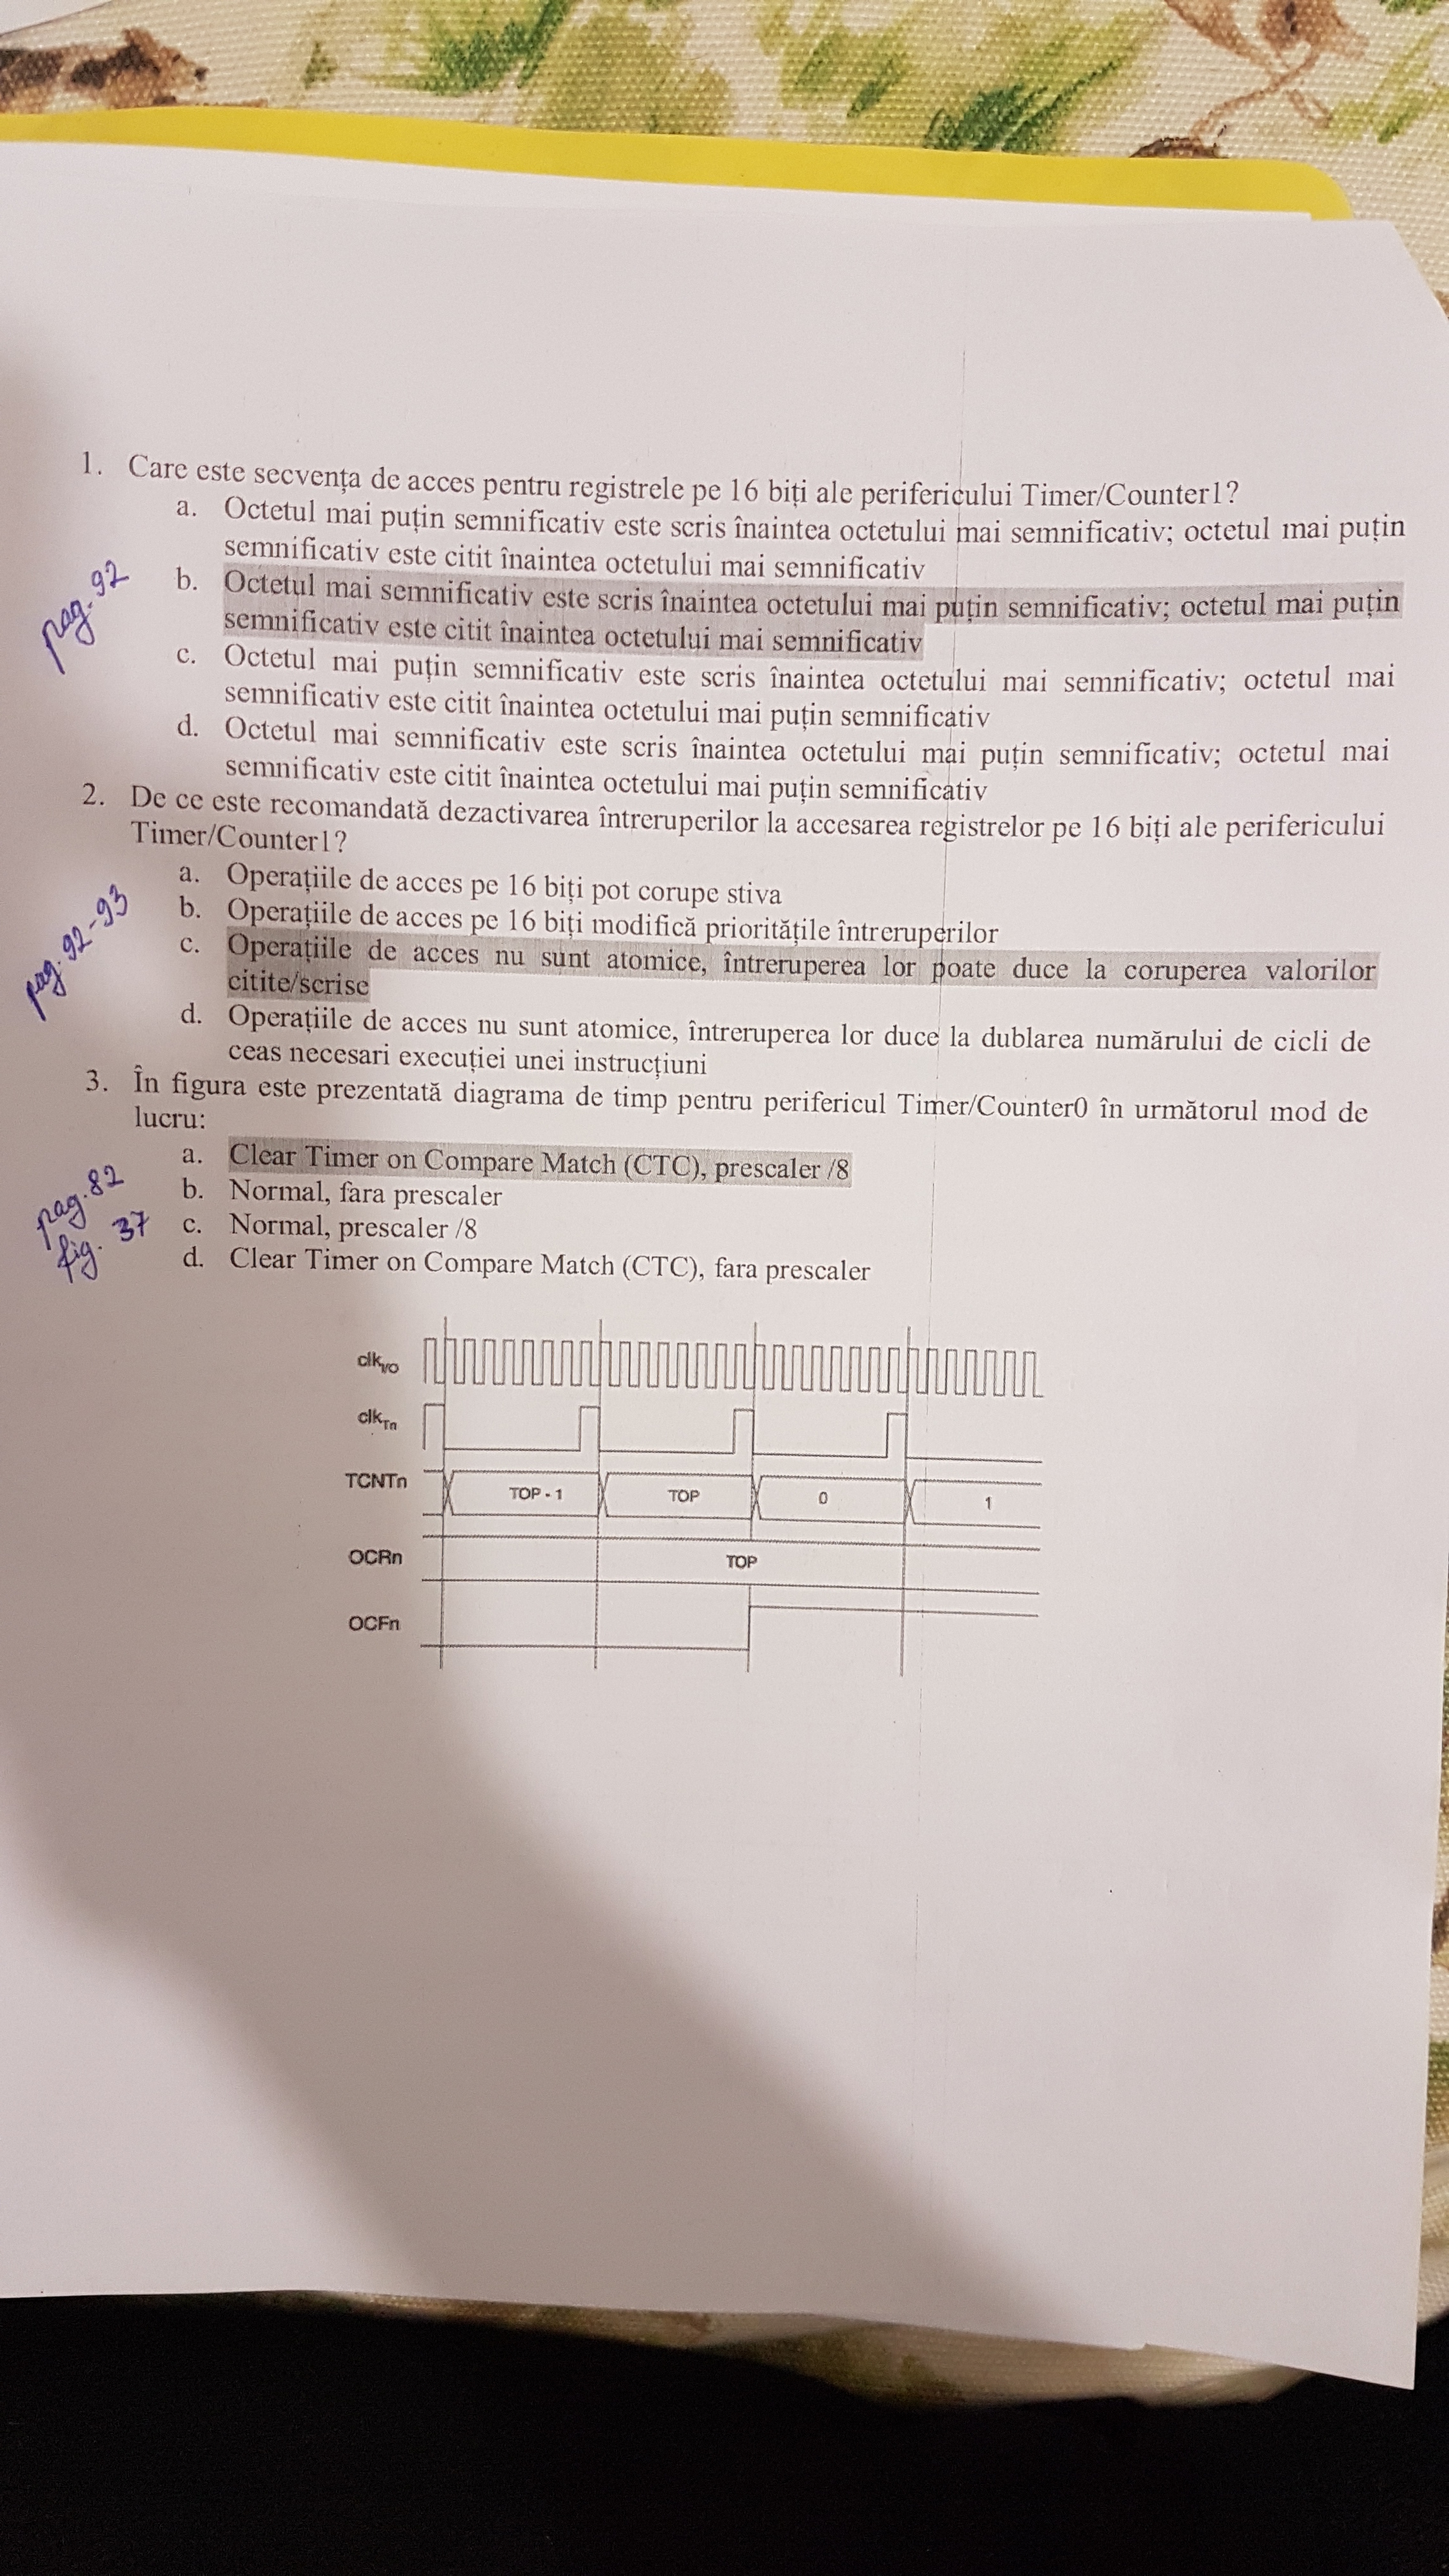 1. Care este secvența de acces pentru registrele pe 16 biți ale perifericului Timer/Counter1?
a. Octetul mai puțin semnificativ este scris înaintea octetului mai semnificativ; octetul mai puțin
semnificativ este citit înaintea octetului mai semnificativ
pag. 92
b. Octetul mai semnificativ este scris înaintea octetului mai puțin semnificativ; octetul mai puțin
semnificativ este citit înaintea octetului mai semnificativ
c. Octetul mai puțin semnificativ este scris înaintea octetului mai semnificativ; octetul mai
semnificativ este citit înaintea octetului mai puțin semnificativ
d. Octetul mai semnificativ este scris înaintea octetului mai puțin semnificativ; octetul mai
semnificativ este citit înaintea octetului mai puțin semnificativ
2. De ce este recomandată dezactivarea întreruperilor la accesarea registrelor pe 16 biți ale perifericului
Timer/Counter1?
a. Operațiile de acces pe 16 biți pot corupe stiva
b. Operațiile de acces pe 16 biți modifică prioritățile întreruperilor
pag. 92-93
c. Operațiile de acces nu sunt atomice, întreruperea lor poate duce la coruperea valorilor
citite/scrise
d. Operațiile de acces nu sunt atomice, întreruperea lor duce la dublarea numărului de cicli de
ceas necesari execuției unei instrucțiuni
3. În figura este prezentată diagrama de timp pentru perifericul Timer/Counter0 în următorul mod de
lucru:
a. Clear Timer on Compare Match (CTC), prescaler /8
pag. 82
b. Normal, fara prescaler
fig. 37
c. Normal, prescaler /8
d. Clear Timer on Compare Match (CTC), fara prescaler
clkI/O
clkTn
TCNTn TOP - 1 TOP 0 1
OCRn TOP
OCFn